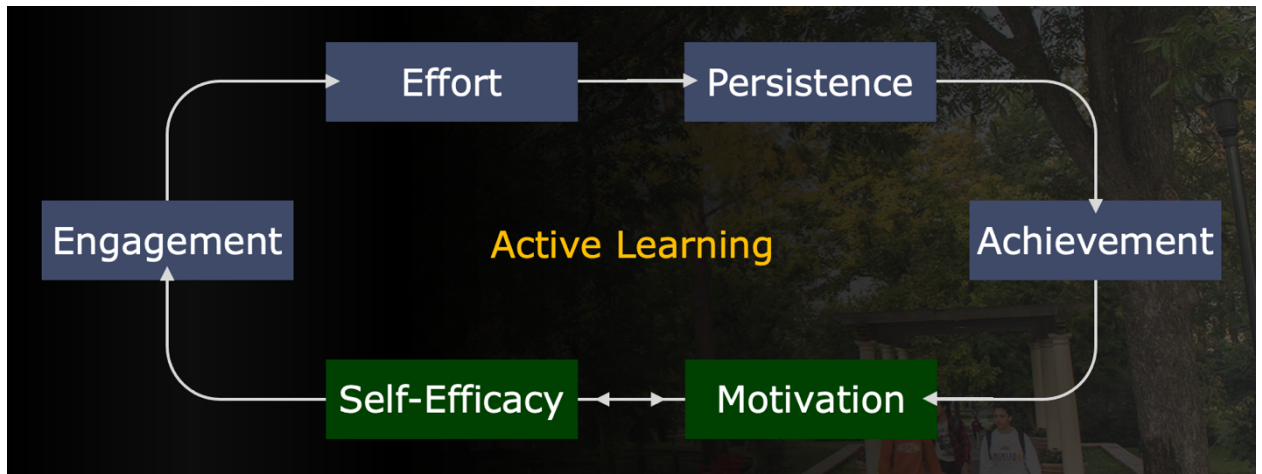 Effort
Persistence
Engagement
Active Learning
Achievement
Self-Efficacy
Motivation